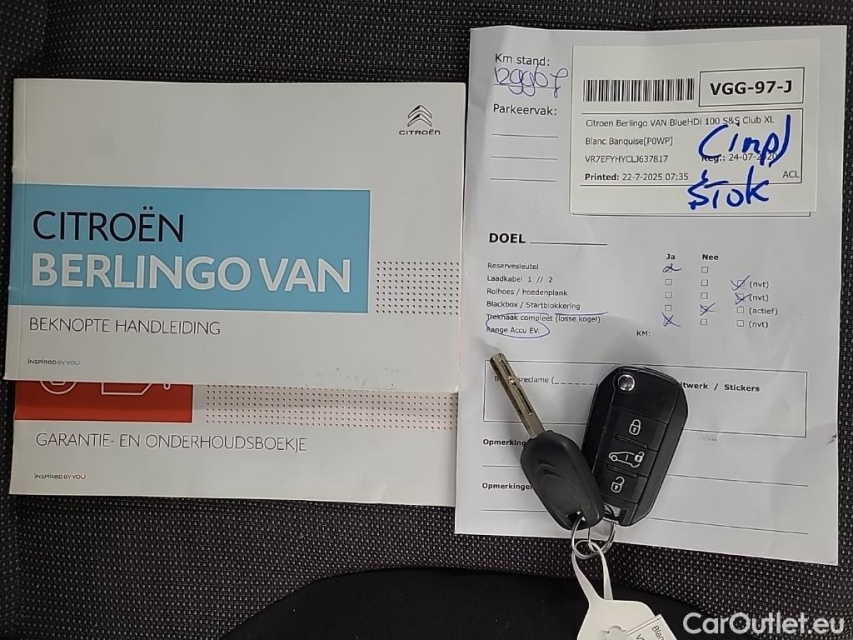 CITROËN
CITROËN
BERLINGO VAN
BEKNOPTE HANDLEIDING
INSPIRED BY YOU
GARANTIE- EN ONDERHOUDSBOEKJE
INSPIRED BY YOU
Km stand:
Parkeervak:
VGG-97-J
Citroen Berlingo VAN BlueHDi 100 S&S Club XL
Blanc Banquise[P0WP]
VR7EFYHYCLJ637817 Reg.: 24-07-2020
Printed: 22-7-2025 07:35 ACL
DOEL
Ja Nee
Reservesleutel
Laadkabel 1 // 2 (nvt)
Rolhoes / hoedenplank (nvt)
Blackbox / Startblokkering (actief)
Trekhaak compleet (losse kogel) (nvt)
Range Accu EV. KM:
/ Stickers
Opmerking
Opmerkingen
CarOutlet.eu